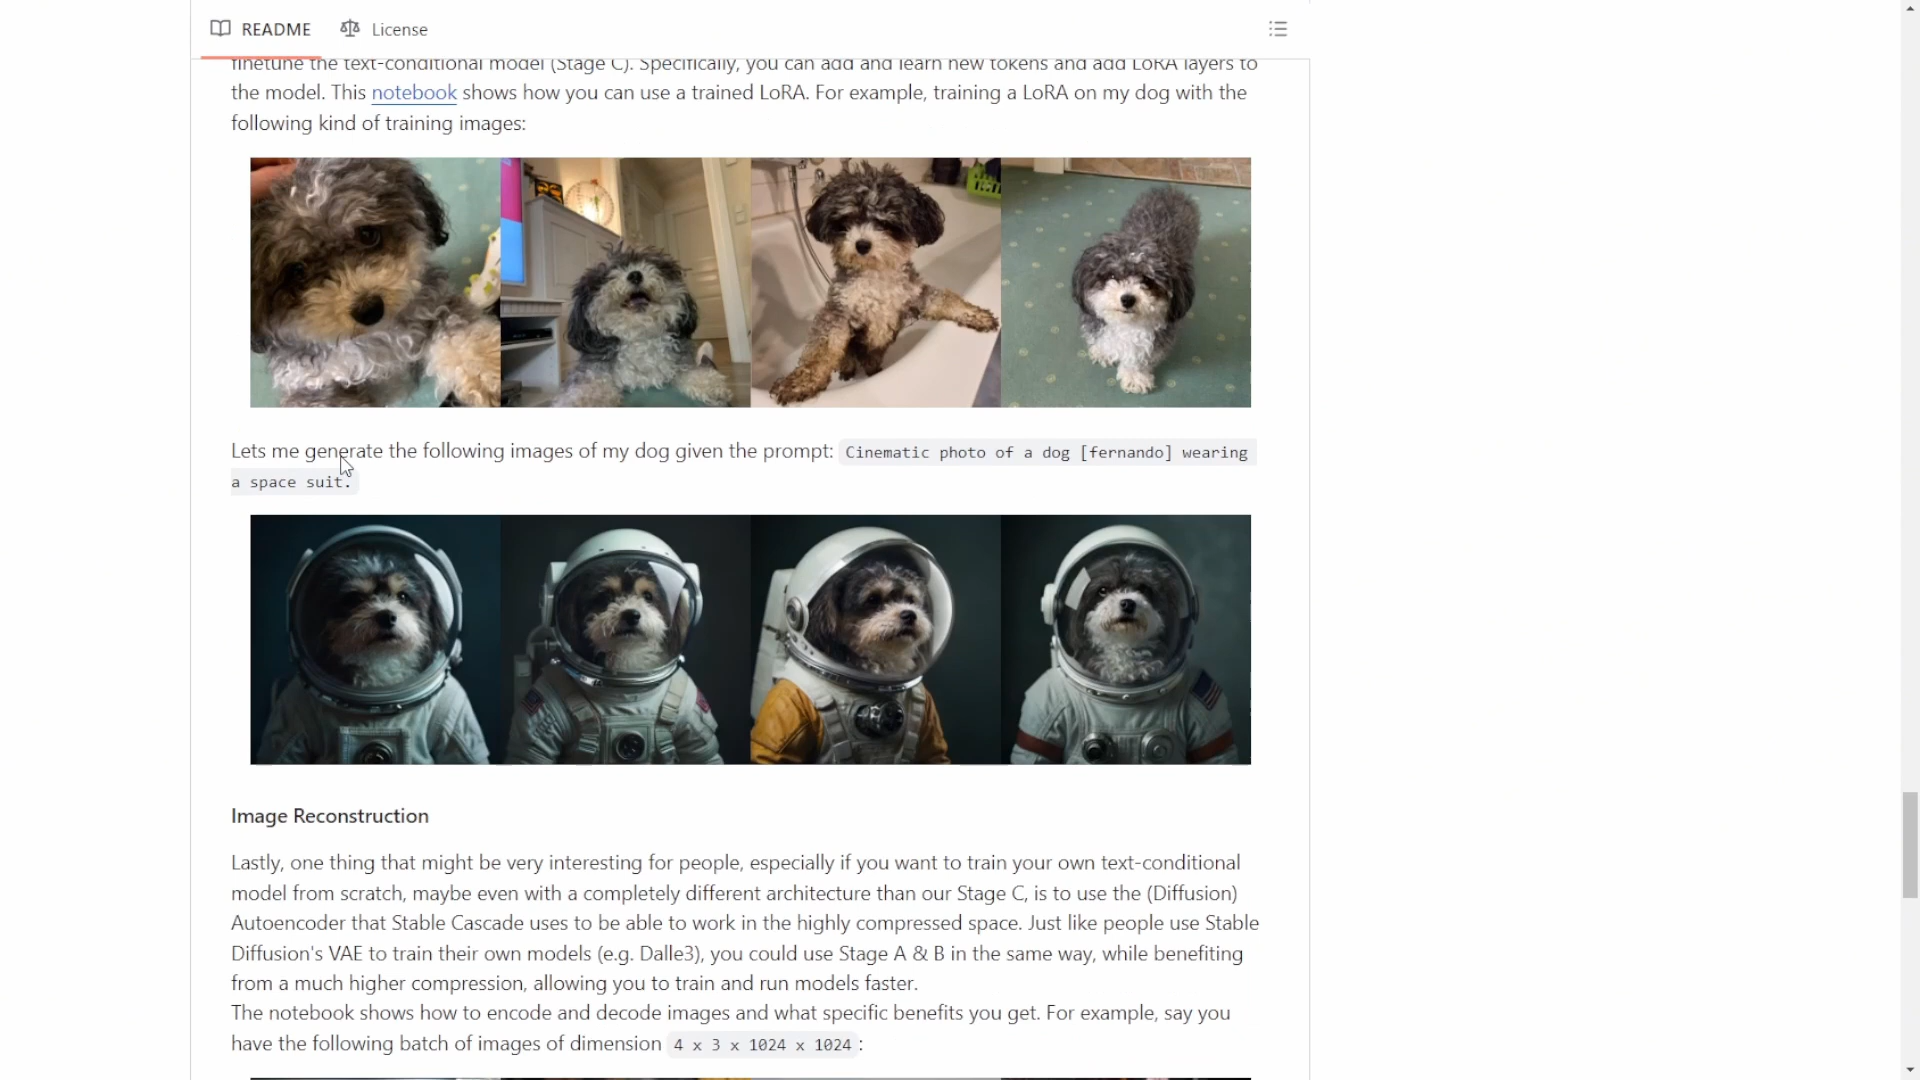 README
License
finetune the text-conditional model (Stage C). Specifically, you can add and learn new tokens and add LoRA layers to
the model. This notebook shows how you can use a trained LoRA. For example, training a LoRA on my dog with the
following kind of training images:
Lets me generate the following images of my dog given the prompt: Cinematic photo of a dog [fernando] wearing
a space suit.
Image Reconstruction
Lastly, one thing that might be very interesting for people, especially if you want to train your own text-conditional
model from scratch, maybe even with a completely different architecture than our Stage C, is to use the (Diffusion)
Autoencoder that Stable Cascade uses to be able to work in the highly compressed space. Just like people use Stable
Diffusion's VAE to train their own models (e.g. Dalle3), you could use Stage A & B in the same way, while benefiting
from a much higher compression, allowing you to train and run models faster.
The notebook shows how to encode and decode images and what specific benefits you get. For example, say you
have the following batch of images of dimension 4 x 3 x 1024 x 1024 :